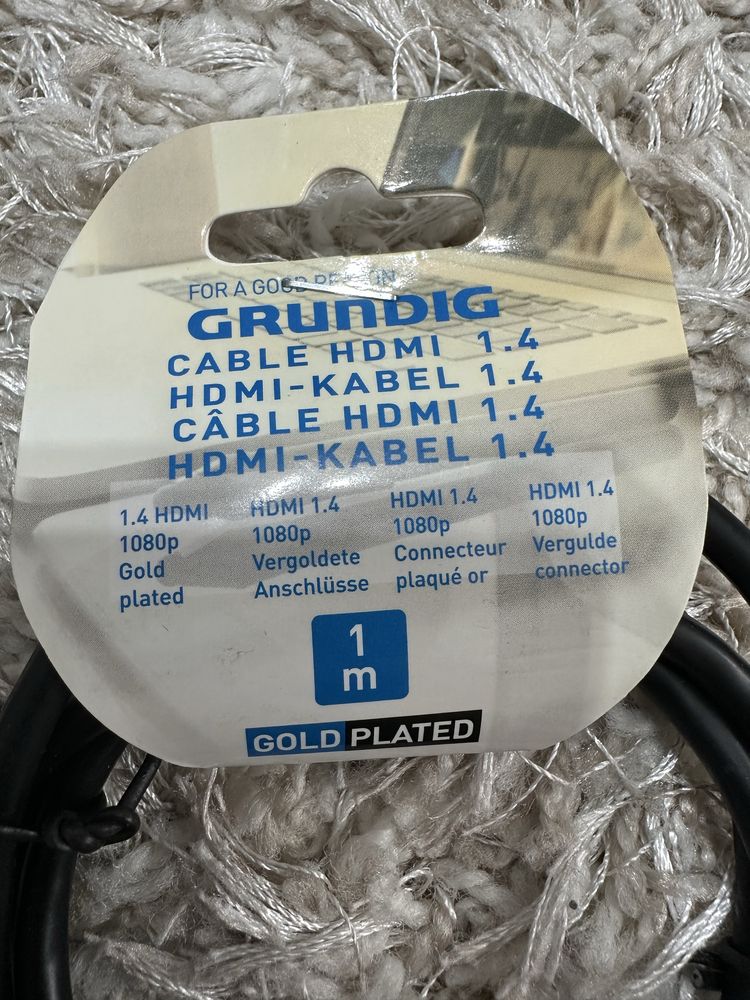 FOR A GOOD REASON
GRUNDIG
CABLE HDMI 1.4
HDMI-KABEL 1.4
CÂBLE HDMI 1.4
HDMI-KABEL 1.4
1.4 HDMI
1080p
Gold
plated
HDMI 1.4
1080p
Vergoldete
Anschlüsse
HDMI 1.4
1080p
Connecteur
plaqué or
HDMI 1.4
1080p
Vergulde
connector
1
m
GOLD PLATED